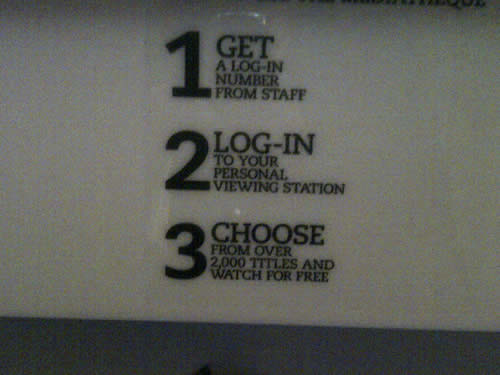 MEDIATHEQUE
1 GET
A LOG-IN
NUMBER
FROM STAFF
2 LOG-IN
TO YOUR
PERSONAL
VIEWING STATION
3 CHOOSE
FROM OVER
2,000 TITLES AND
WATCH FOR FREE